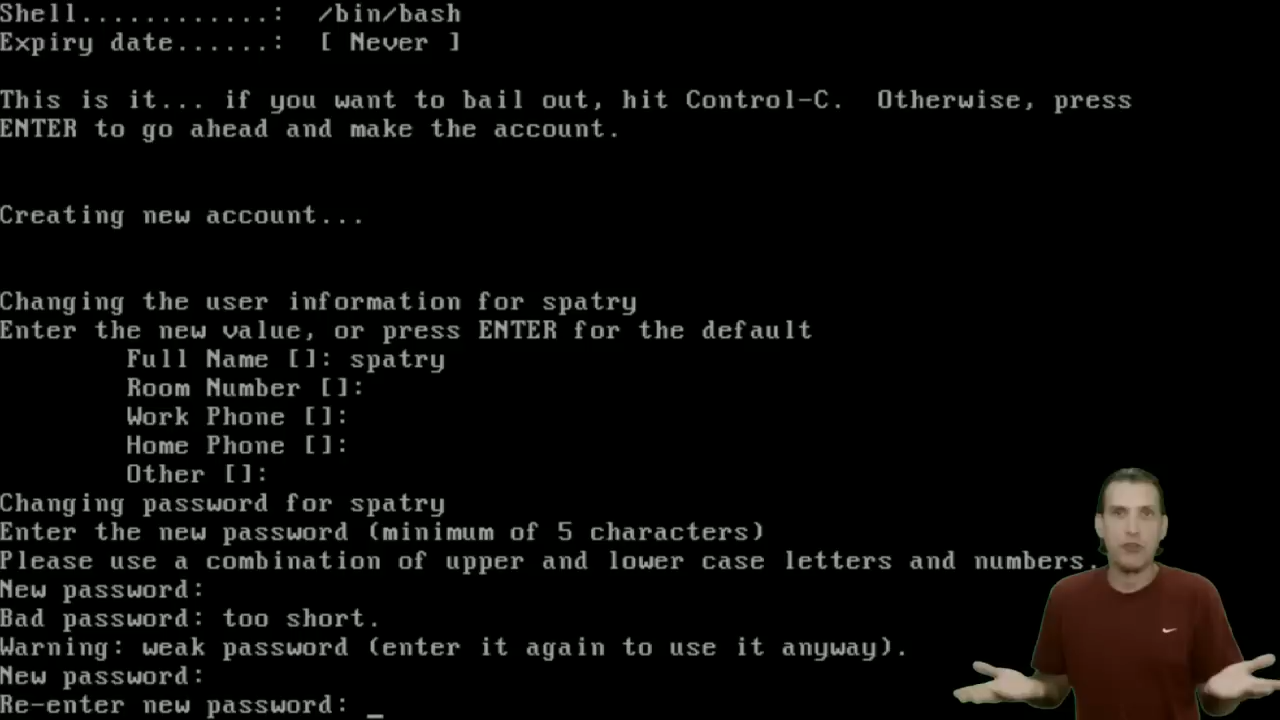 Shell............:  /bin/bash
Expiry date......:  [ Never ]
This is it... if you want to bail out, hit Control-C.  Otherwise, press
ENTER to go ahead and make the account.
Creating new account...
Changing the user information for spatry
Enter the new value, or press ENTER for the default
Full Name []: spatry
Room Number []:
Work Phone []:
Home Phone []:
Other []:
Changing password for spatry
Enter the new password (minimum of 5 characters)
Please use a combination of upper and lower case letters and numbers.
New password:
Bad password: too short.
Warning: weak password (enter it again to use it anyway).
New password:
Re-enter new password: _